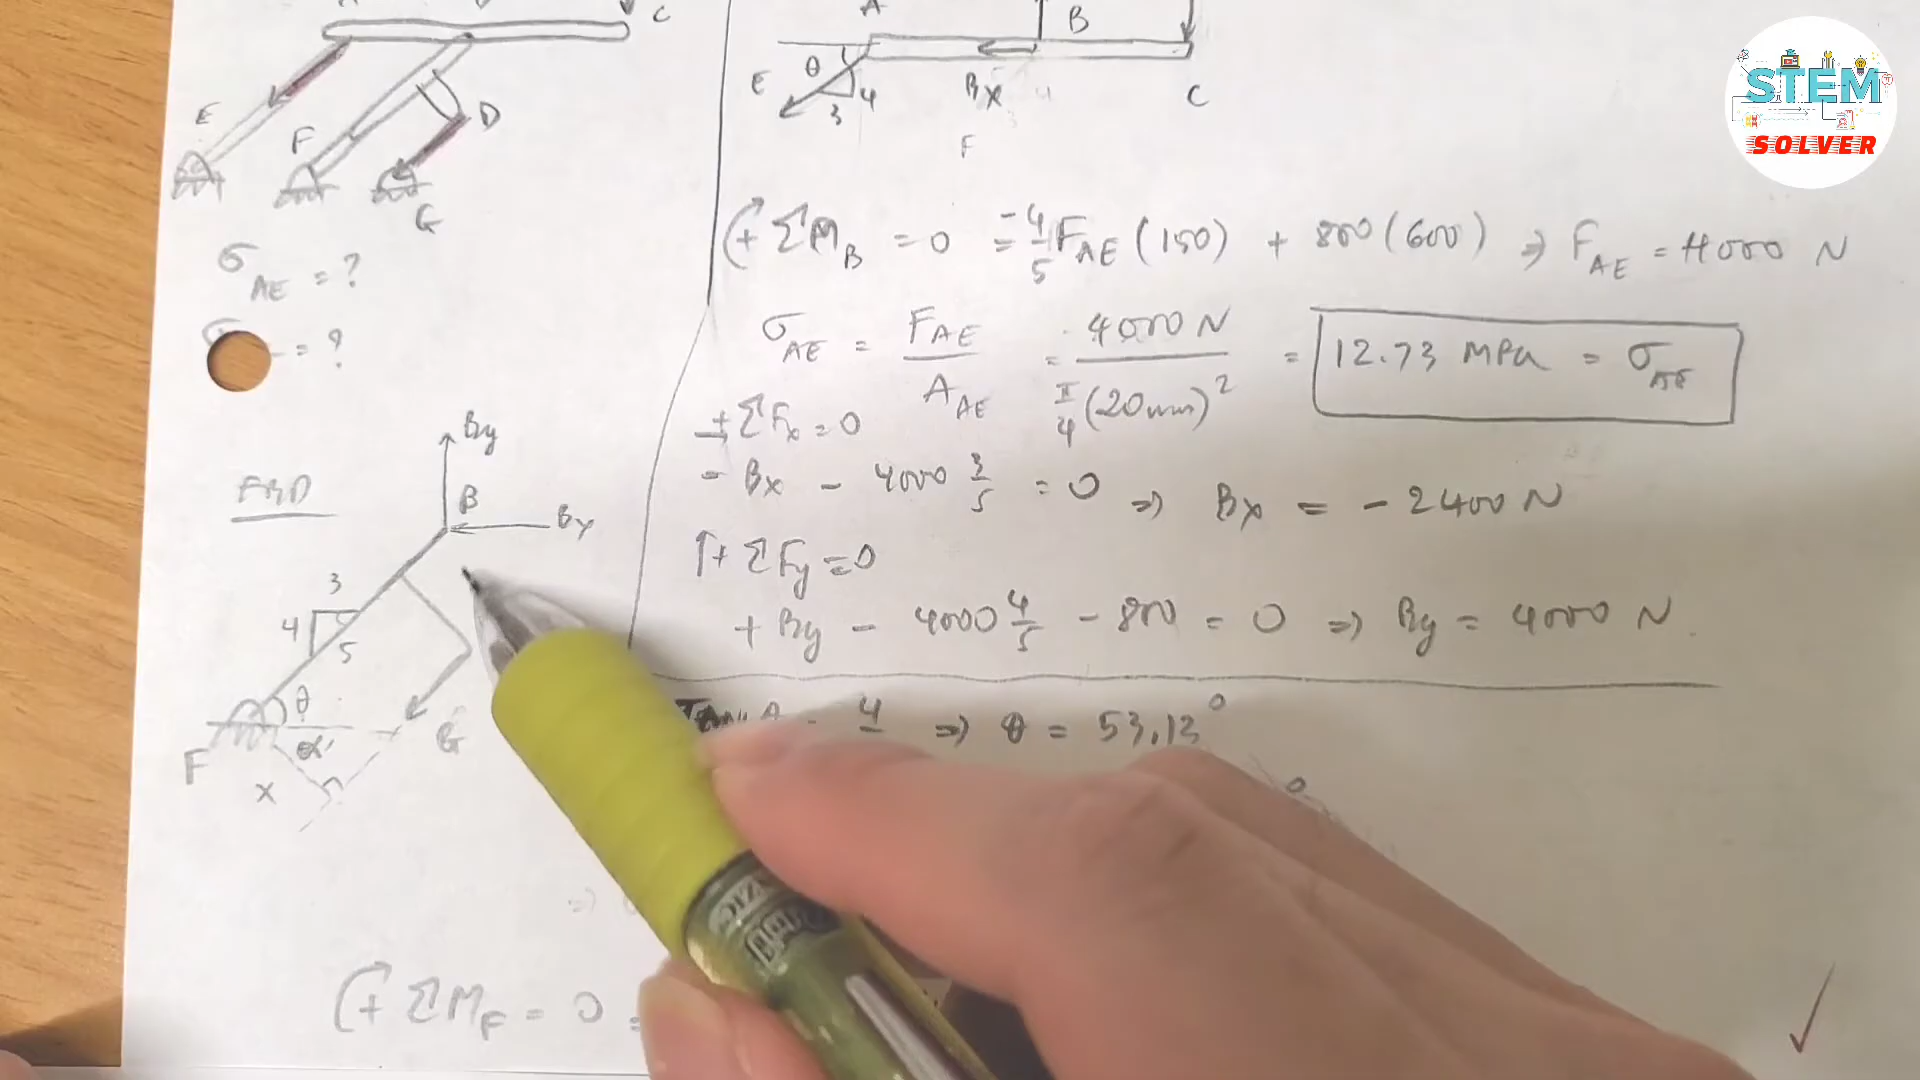 C
E
F
D
G
σ_AE = ?
= ?
A
B
E
θ
3
4
Bx
C
F
STEM
SOLVER
+ ΣM_B = 0 = -4/5 F_AE (150) + 800(600) ⇒ F_AE = 4000 N
σ_AE = F_AE / A_AE = 4000 N / π/4 (20mm)² = 12.73 MPa = σ_AE
→+ ΣFx = 0
- Bx - 4000 3/5 = 0 ⇒ Bx = -2400 N
↑+ ΣFy = 0
+ By - 4000 4/5 - 800 = 0 ⇒ By = 4000 N
4 ⇒ θ = 53.13°
FBD
By
B
Bx
3
4
5
θ
α
F
x
G
+ ΣM_F = 0 =